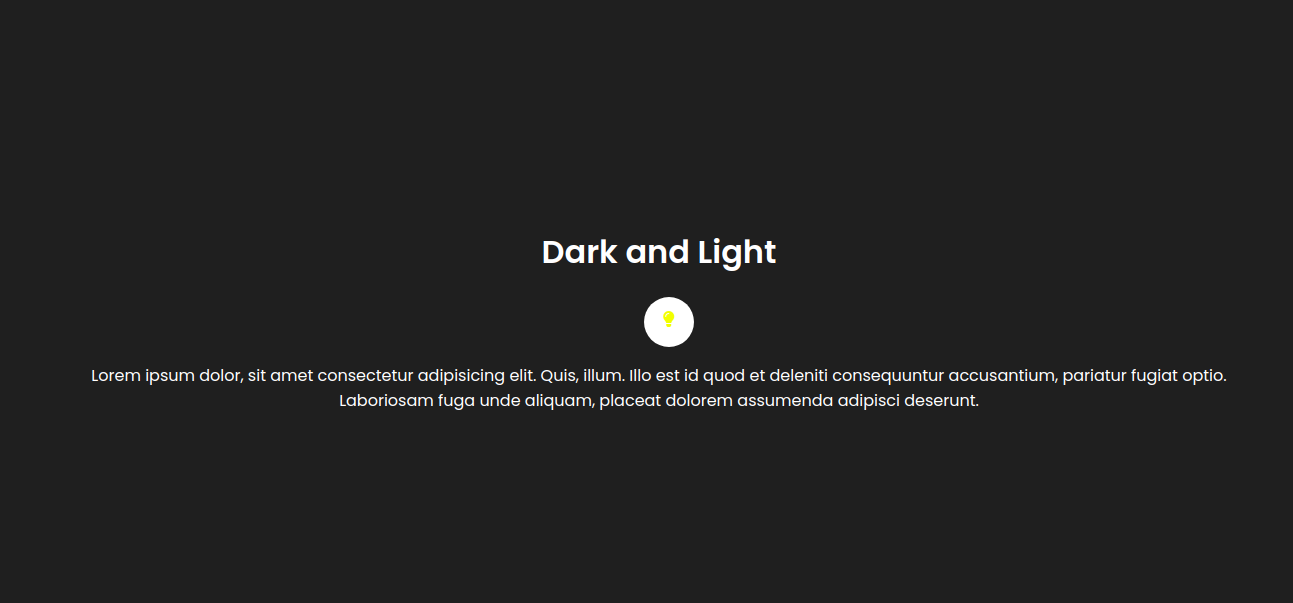 Dark and Light
Lorem ipsum dolor, sit amet consectetur adipisicing elit. Quis, illum. Illo est id quod et deleniti consequuntur accusantium, pariatur fugiat optio.
Laboriosam fuga unde aliquam, placeat dolorem assumenda adipisci deserunt.